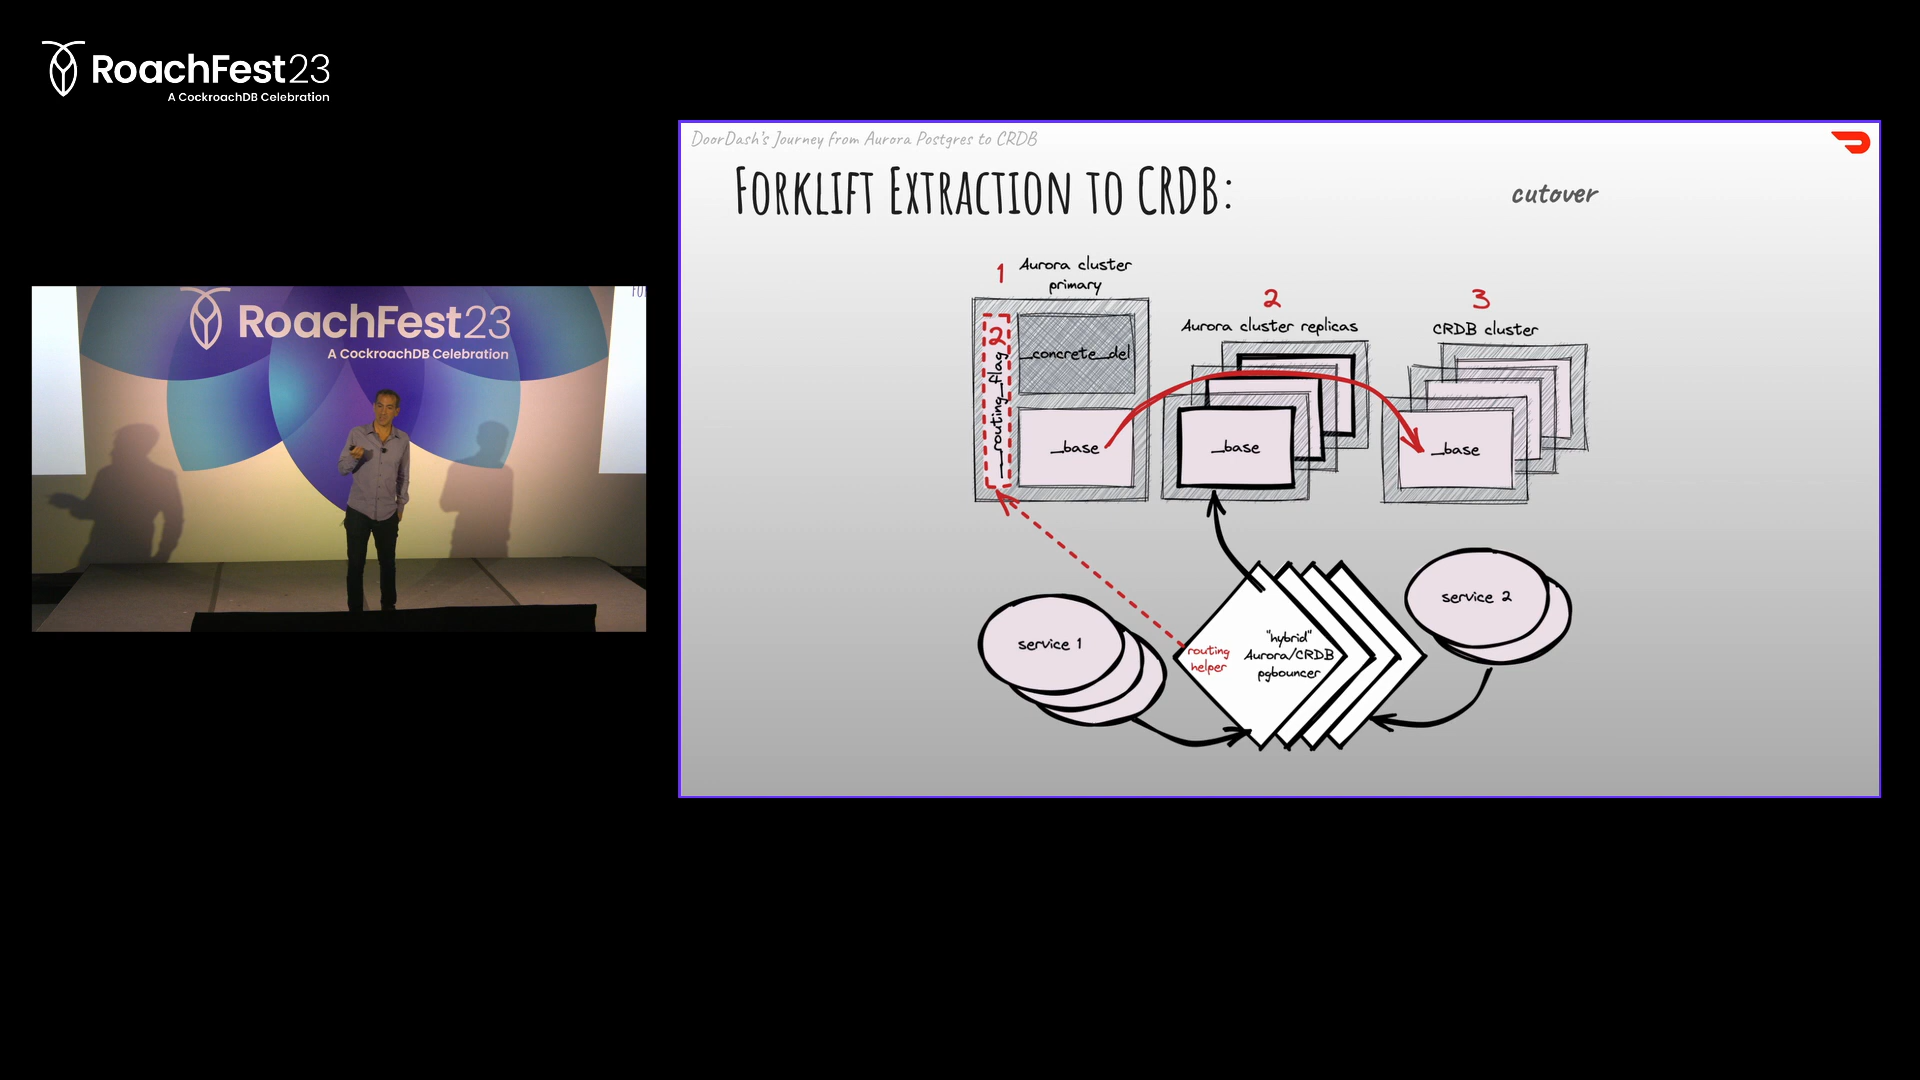 RoachFest23
A CockroachDB Celebration
DoorDash's Journey from Aurora Postgres to CRDB
FORKLIFT EXTRACTION TO CRDB:
cutover
1
Aurora cluster
primary
2
Aurora cluster replicas
3
CRDB cluster
2
__routing_flag
_concrete_del
_base
_base
_base
service 1
routing
helper
"hybrid"
Aurora/CRDB
pgbouncer
service 2
RoachFest23
A CockroachDB Celebration